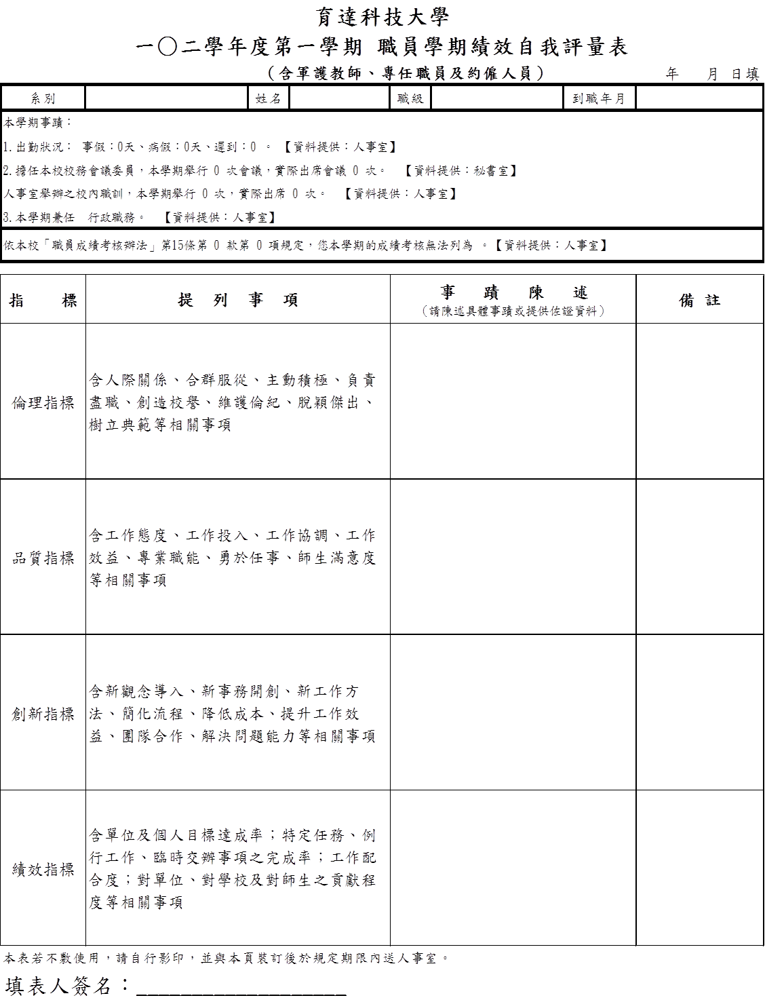 育達科技大學
一〇二學年度第一學期 職員學期績效自我評量表
（含軍護教師、專任職員及約僱人員）
年 月 日填
系別 姓名 職級 到職年月
本學期事蹟：
1.出勤狀況： 事假：0天、病假：0天、遲到：0 。 【資料提供：人事室】
2.擔任本校校務會議委員，本學期舉行 0 次會議，實際出席會議 0 次。 【資料提供：秘書室】
人事室舉辦之校內職訓，本學期舉行 0 次，實際出席 0 次。 【資料提供：人事室】
3.本學期兼任 行政職務。 【資料提供：人事室】
依本校「職員成績考核辦法」第15條第 0 款第 0 項規定，您本學期的成績考核無法列為 。【資料提供：人事室】
指 標 提 列 事 項 事 蹟 陳 述 備 註
（請陳述具體事蹟或提供佐證資料）
倫理指標
含人際關係、合群服從、主動積極、負責
盡職、創造校譽、維護倫紀、脫穎傑出、
樹立典範等相關事項
品質指標
含工作態度、工作投入、工作協調、工作
效益、專業職能、勇於任事、師生滿意度
等相關事項
創新指標
含新觀念導入、新事務開創、新工作方
法、簡化流程、降低成本、提升工作效
益、團隊合作、解決問題能力等相關事項
績效指標
含單位及個人目標達成率；特定任務、例
行工作、臨時交辦事項之完成率；工作配
合度；對單位、對學校及對師生之貢獻程
度等相關事項
本表若不敷使用，請自行影印，並與本頁裝訂後於規定期限內送人事室。
填表人簽名：___________________